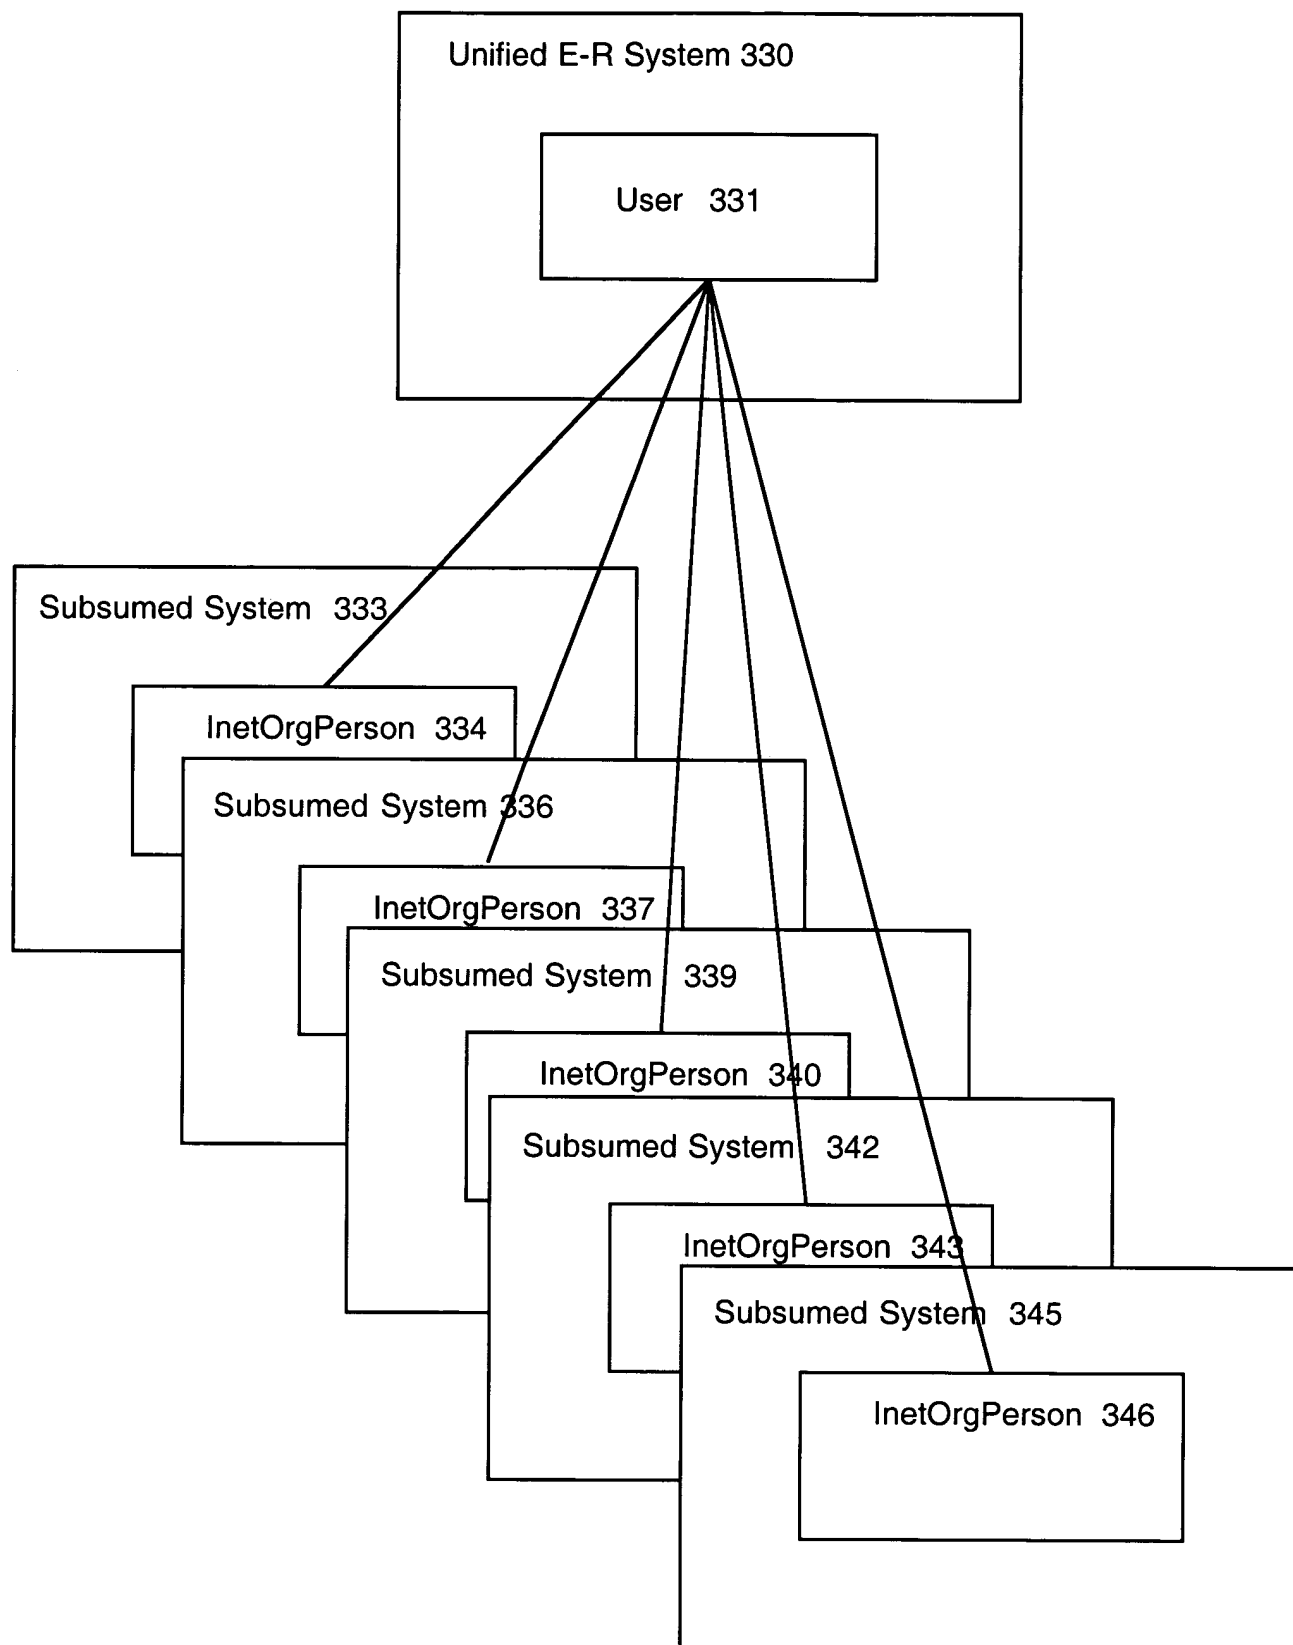 Unified E-R System 330
User 331
Subsumed System 333
InetOrgPerson 334
Subsumed System 336
InetOrgPerson 337
Subsumed System 339
InetOrgPerson 340
Subsumed System 342
InetOrgPerson 343
Subsumed System 345
InetOrgPerson 346